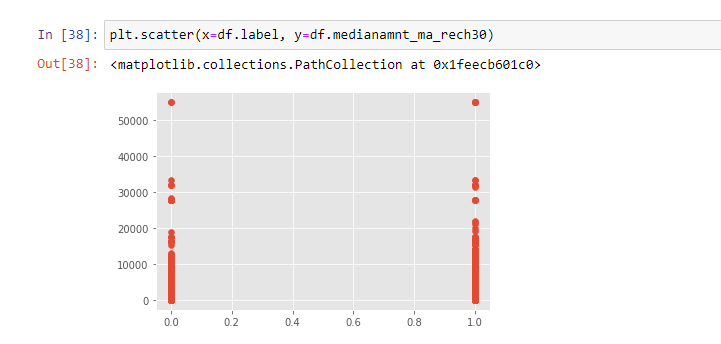 In [38]: plt.scatter(x=df.label, y=df.medianamnt_ma_rech30)
Out[38]: <matplotlib.collections.PathCollection at 0x1feecb601c0>
50000
40000
30000
20000
10000
0
0.0 0.2 0.4 0.6 0.8 1.0